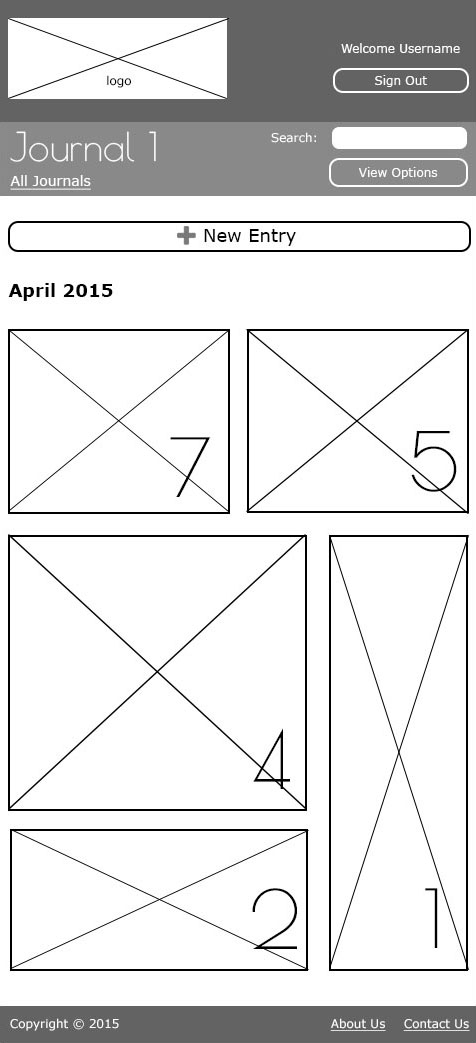 logo
Welcome Username
Sign Out
Journal 1
All Journals
Search:
View Options
New Entry
April 2015
7
5
4
2
1
Copyright © 2015
About Us
Contact Us